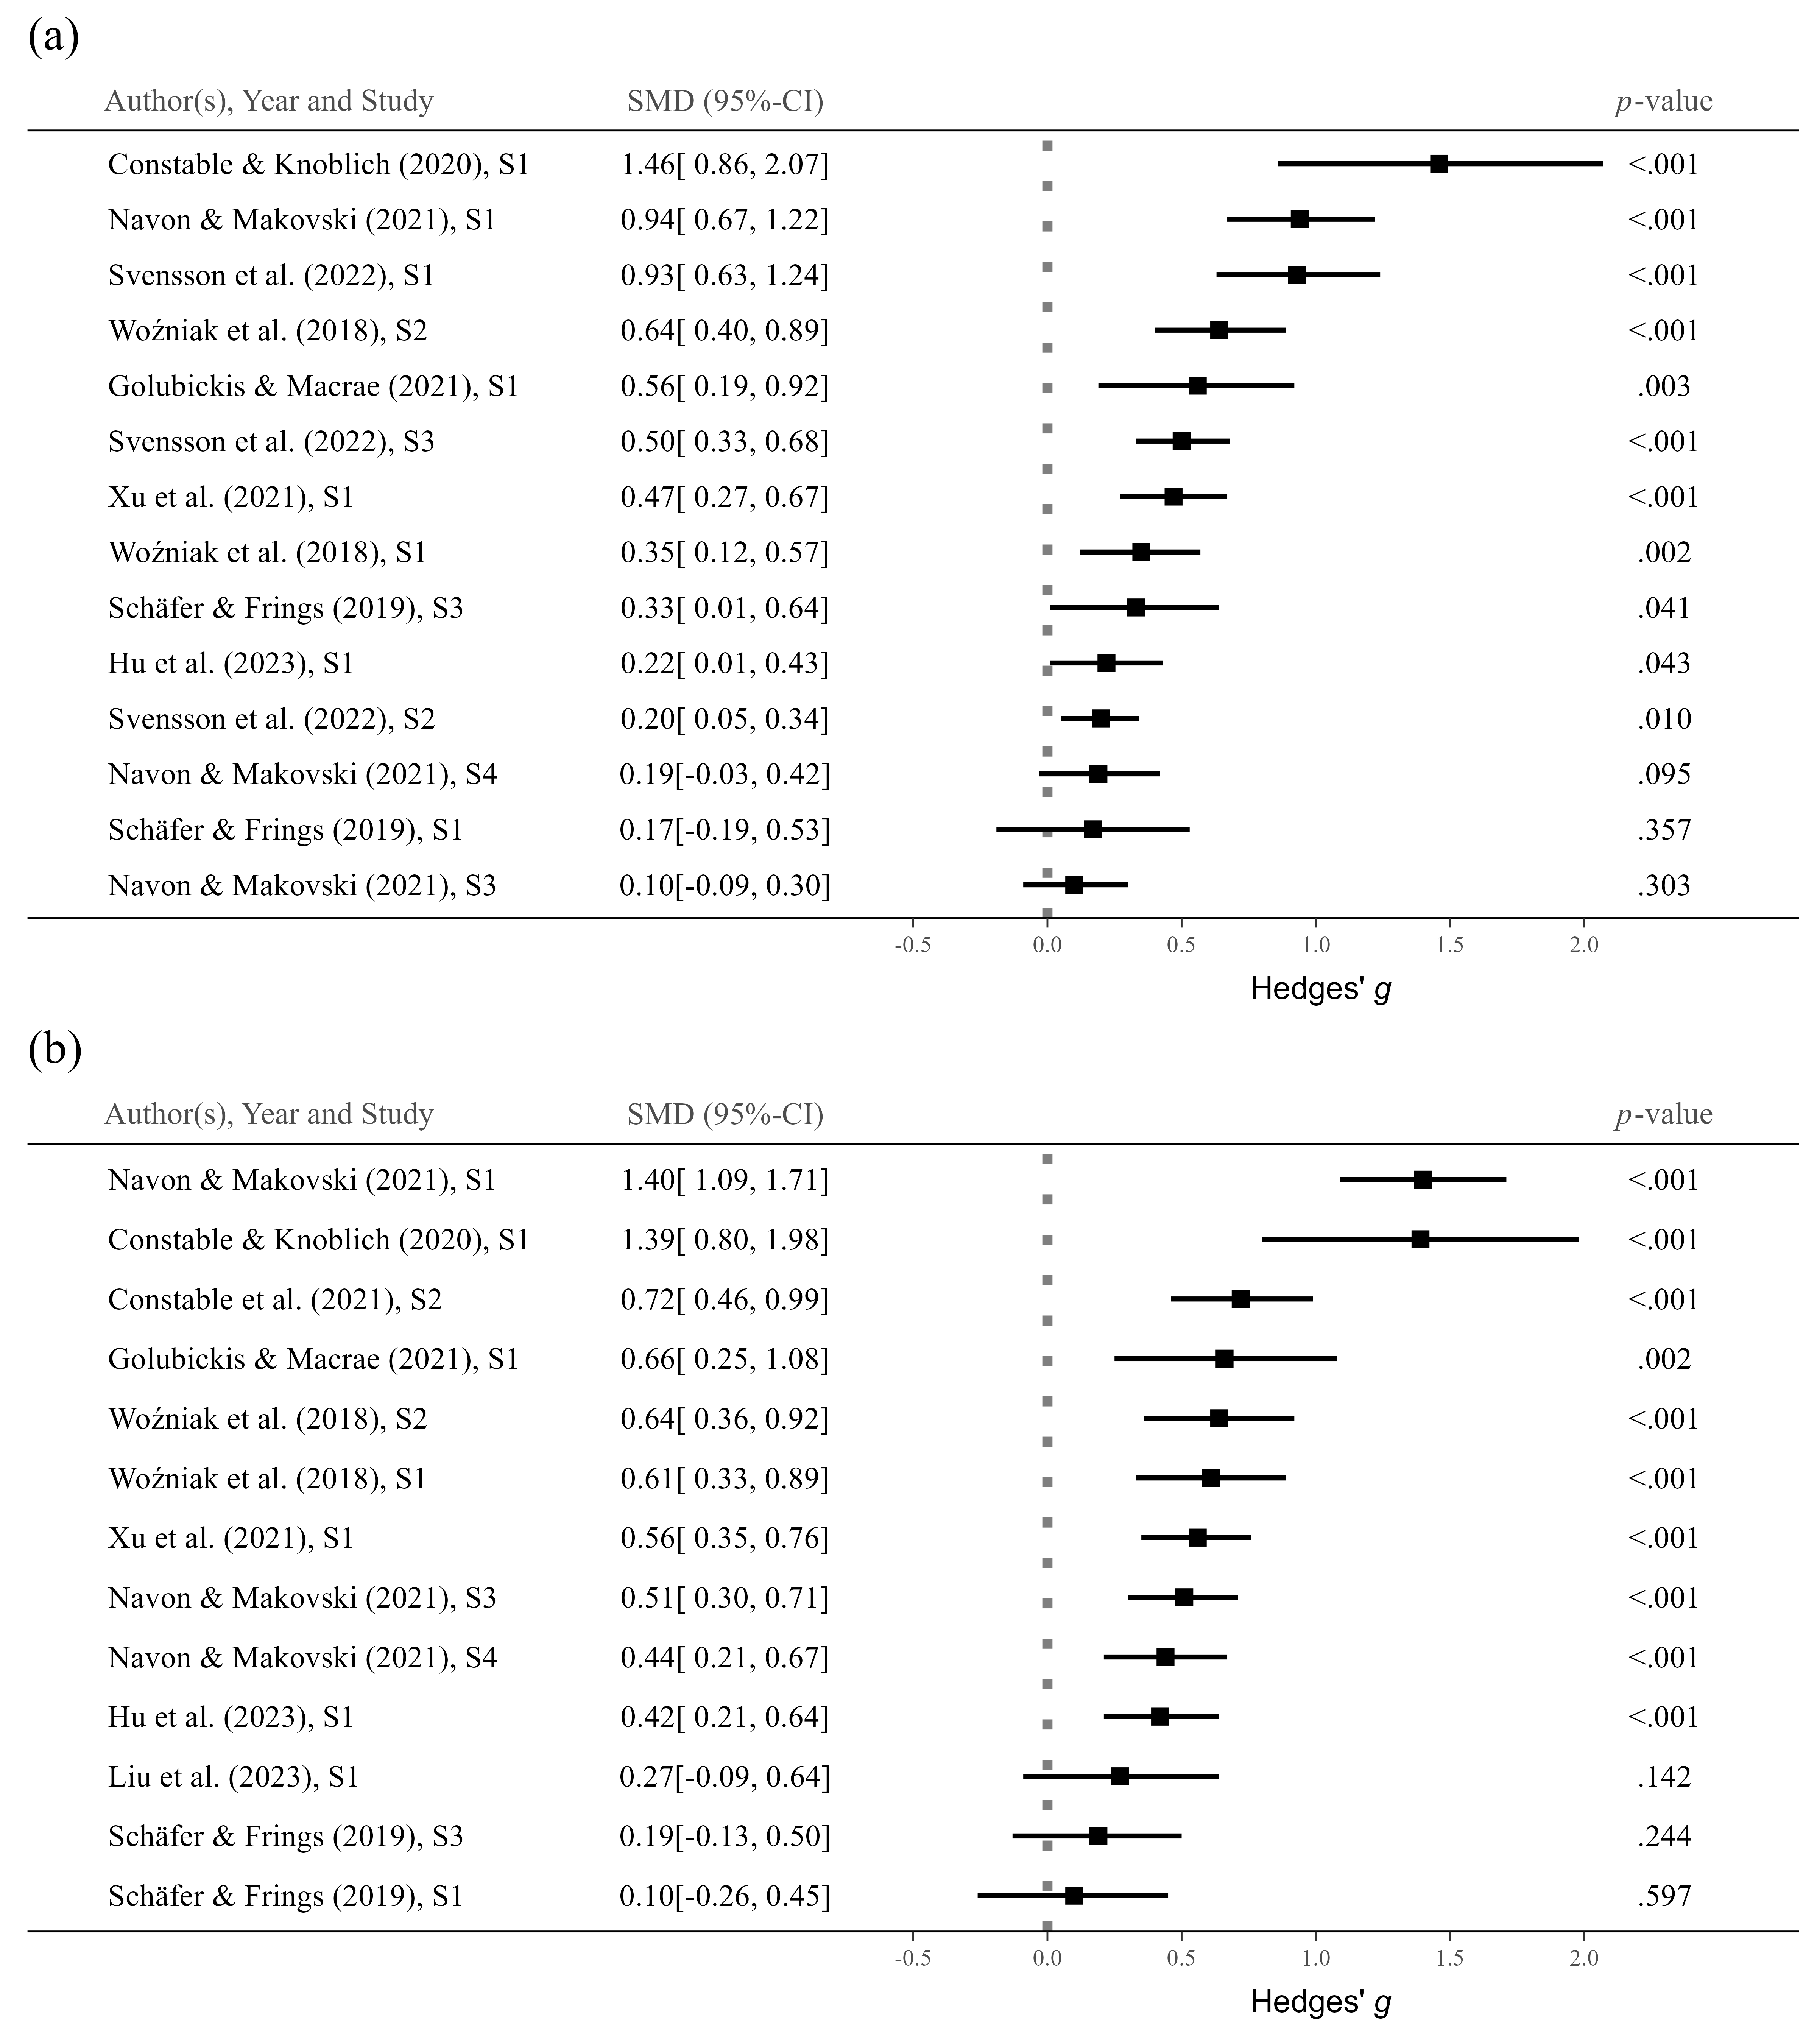 (a)
Author(s), Year and Study SMD (95%-CI) p-value
Constable & Knoblich (2020), S1 1.46[ 0.86, 2.07] <.001
Navon & Makovski (2021), S1 0.94[ 0.67, 1.22] <.001
Svensson et al. (2022), S1 0.93[ 0.63, 1.24] <.001
Woźniak et al. (2018), S2 0.64[ 0.40, 0.89] <.001
Golubickis & Macrae (2021), S1 0.56[ 0.19, 0.92] .003
Svensson et al. (2022), S3 0.50[ 0.33, 0.68] <.001
Xu et al. (2021), S1 0.47[ 0.27, 0.67] <.001
Woźniak et al. (2018), S1 0.35[ 0.12, 0.57] .002
Schäfer & Frings (2019), S3 0.33[ 0.01, 0.64] .041
Hu et al. (2023), S1 0.22[ 0.01, 0.43] .043
Svensson et al. (2022), S2 0.20[ 0.05, 0.34] .010
Navon & Makovski (2021), S4 0.19[-0.03, 0.42] .095
Schäfer & Frings (2019), S1 0.17[-0.19, 0.53] .357
Navon & Makovski (2021), S3 0.10[-0.09, 0.30] .303
-0.5 0.0 0.5 1.0 1.5 2.0
Hedges' g
(b)
Author(s), Year and Study SMD (95%-CI) p-value
Navon & Makovski (2021), S1 1.40[ 1.09, 1.71] <.001
Constable & Knoblich (2020), S1 1.39[ 0.80, 1.98] <.001
Constable et al. (2021), S2 0.72[ 0.46, 0.99] <.001
Golubickis & Macrae (2021), S1 0.66[ 0.25, 1.08] .002
Woźniak et al. (2018), S2 0.64[ 0.36, 0.92] <.001
Woźniak et al. (2018), S1 0.61[ 0.33, 0.89] <.001
Xu et al. (2021), S1 0.56[ 0.35, 0.76] <.001
Navon & Makovski (2021), S3 0.51[ 0.30, 0.71] <.001
Navon & Makovski (2021), S4 0.44[ 0.21, 0.67] <.001
Hu et al. (2023), S1 0.42[ 0.21, 0.64] <.001
Liu et al. (2023), S1 0.27[-0.09, 0.64] .142
Schäfer & Frings (2019), S3 0.19[-0.13, 0.50] .244
Schäfer & Frings (2019), S1 0.10[-0.26, 0.45] .597
-0.5 0.0 0.5 1.0 1.5 2.0
Hedges' g